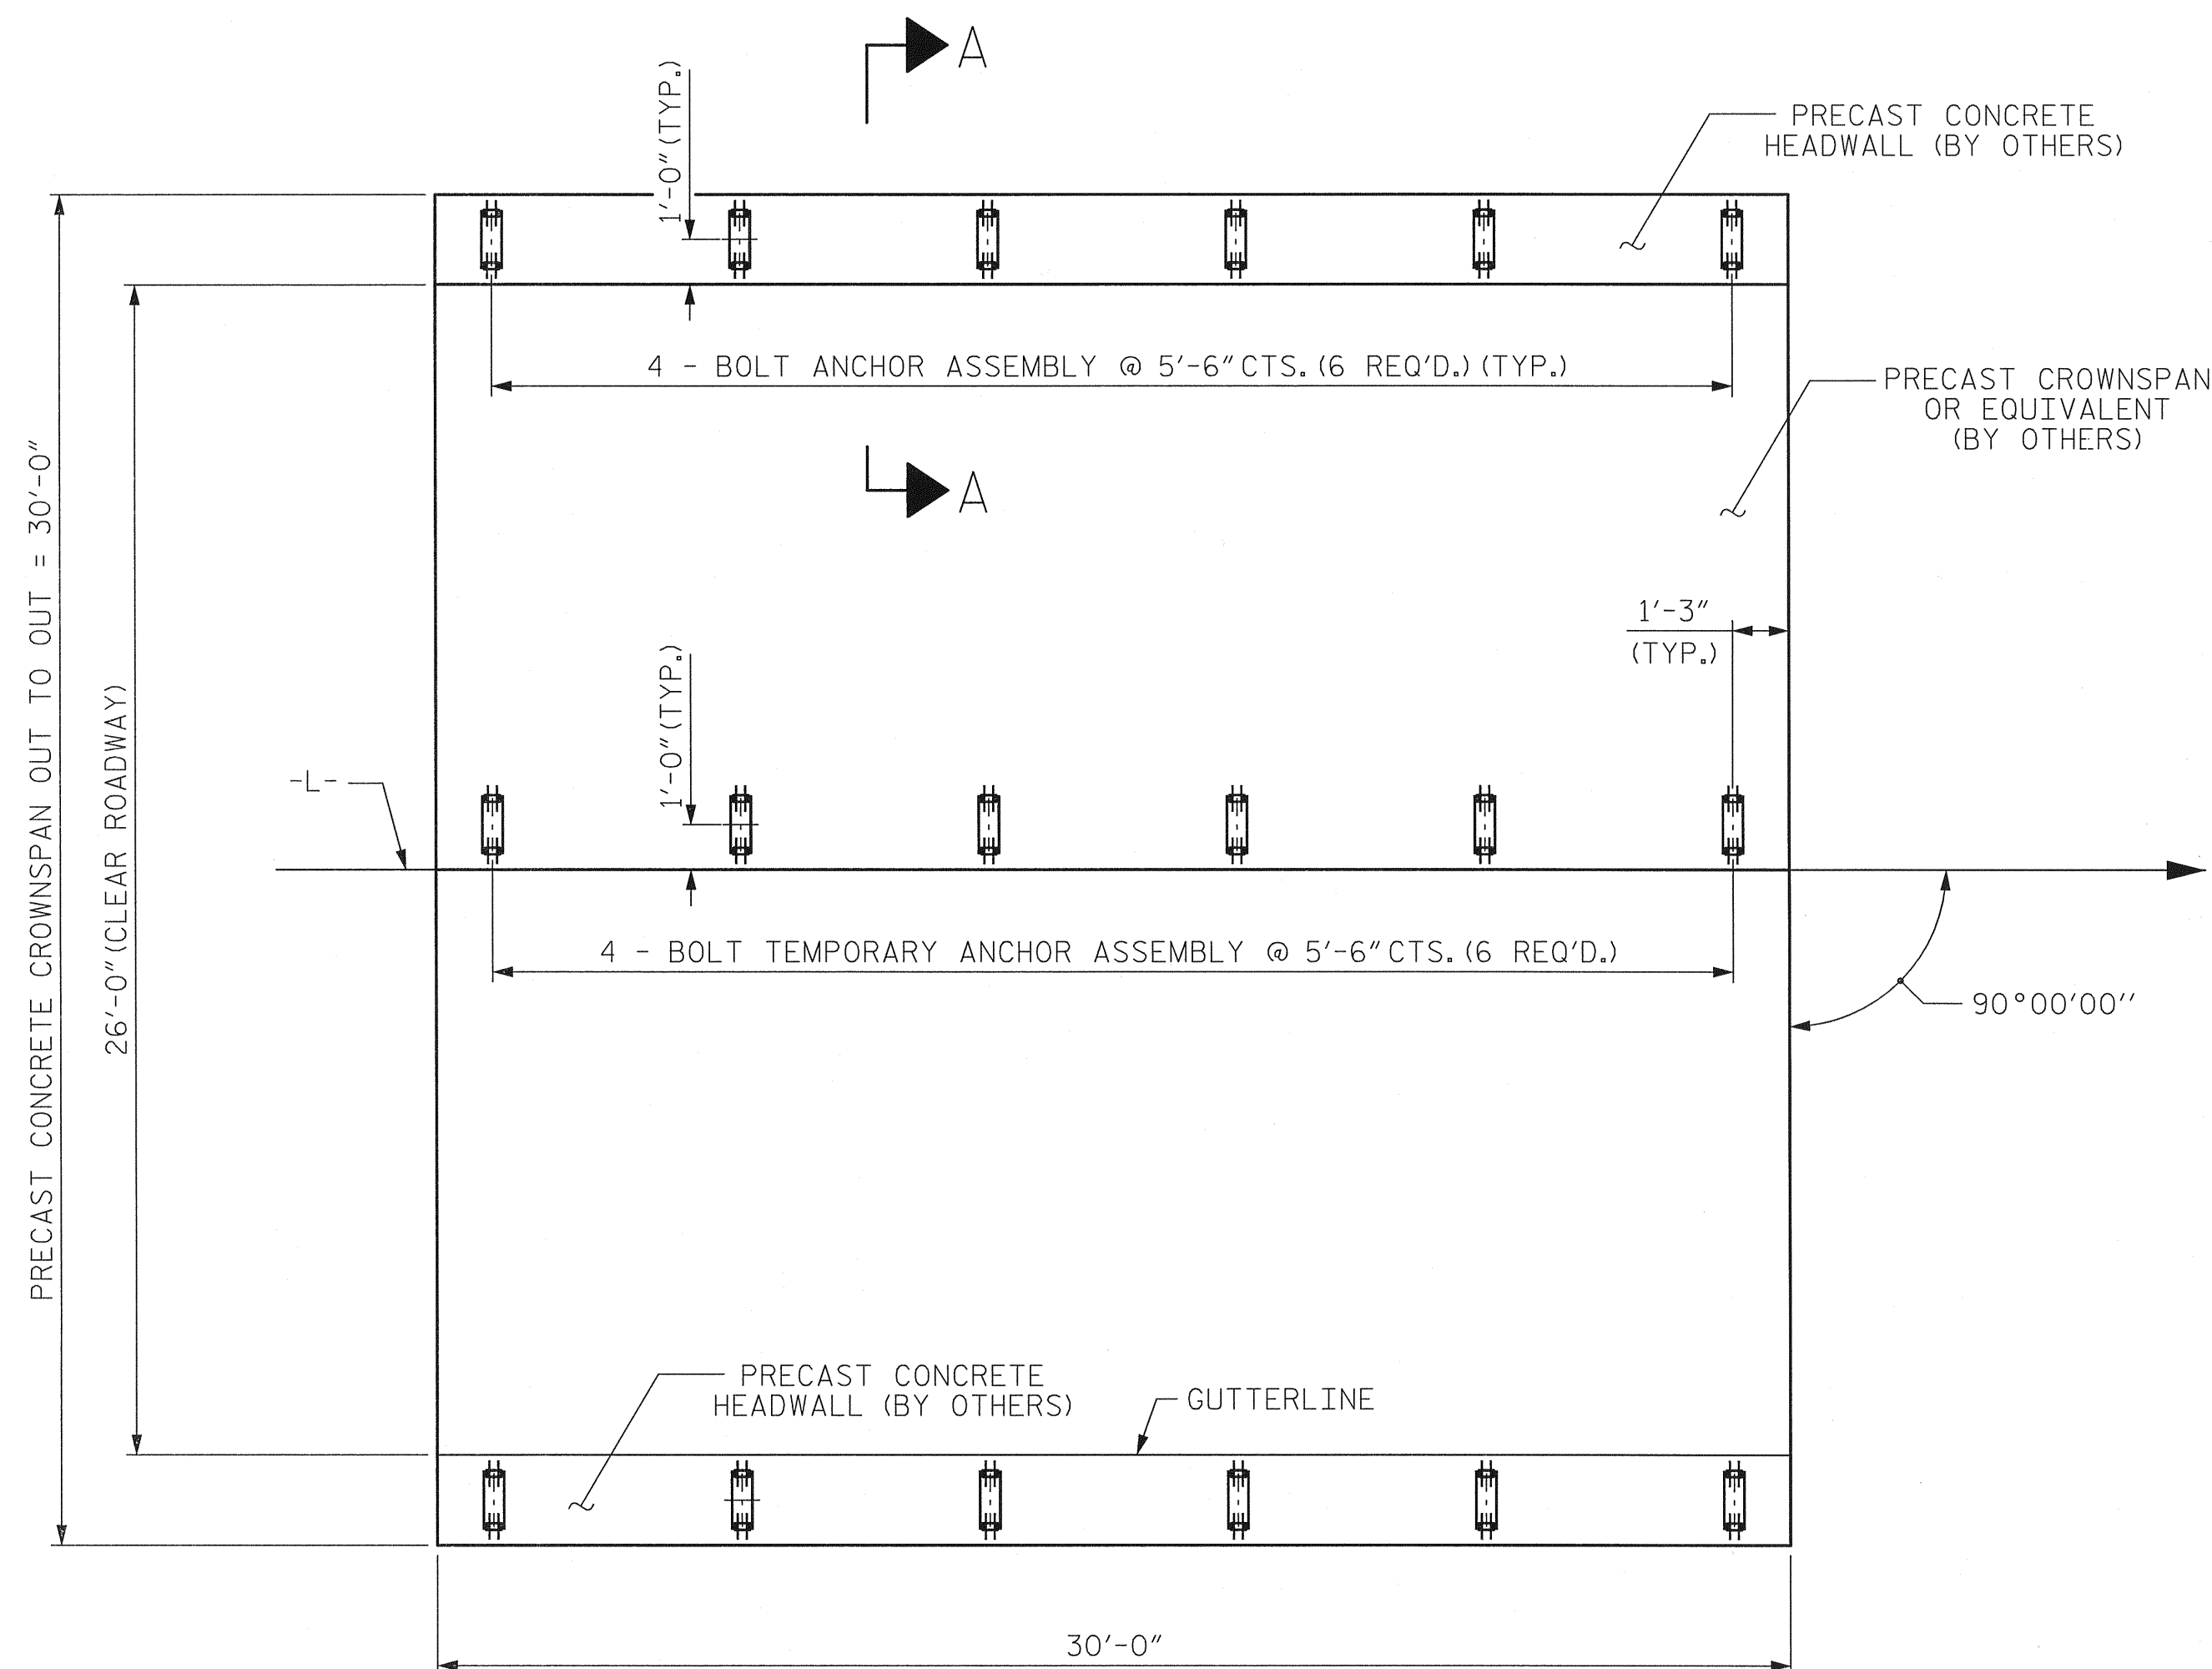 A
1'-0"(TYP.)
PRECAST CONCRETE
HEADWALL (BY OTHERS)
4 - BOLT ANCHOR ASSEMBLY @ 5'-6"CTS.(6 REQ'D.)(TYP.)
PRECAST CROWNSPAN
OR EQUIVALENT
(BY OTHERS)
A
PRECAST CONCRETE CROWNSPAN OUT TO OUT = 30'-0"
26'-0"(CLEAR ROADWAY)
1'-3"
(TYP.)
1'-0"(TYP.)
-L-
4 - BOLT TEMPORARY ANCHOR ASSEMBLY @ 5'-6"CTS.(6 REQ'D.)
90°00'00''
PRECAST CONCRETE
HEADWALL (BY OTHERS)
GUTTERLINE
30'-0"